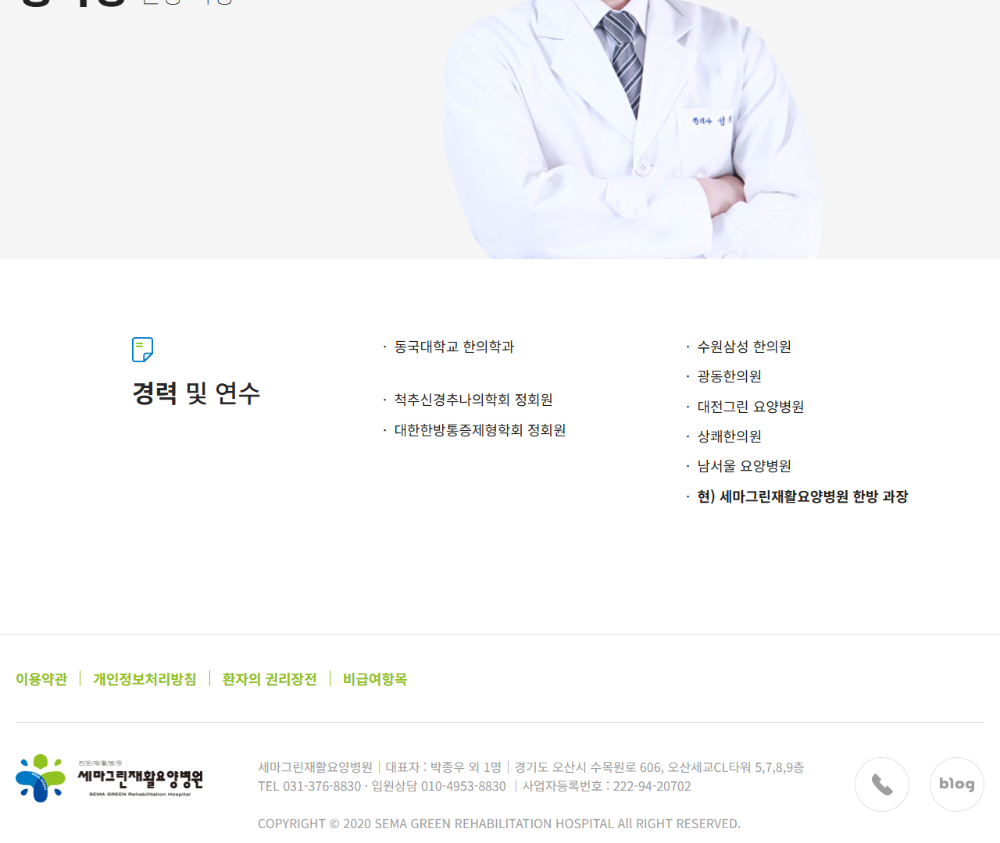 한의사
경력 및 연수
· 동국대학교 한의학과
· 척추신경추나의학회 정회원
· 대한한방통증제형학회 정회원
· 수원삼성 한의원
· 광동한의원
· 대전그린 요양병원
· 상쾌한의원
· 남서울 요양병원
· 현) 세마그린재활요양병원 한방 과장
이용약관 | 개인정보처리방침 | 환자의 권리장전 | 비급여항목
전/문/재/활/병/원
세마그린재활요양병원
SEMA GREEN Rehabilitation Hospital
세마그린재활요양병원 | 대표자 : 박종우 외 1명 | 경기도 오산시 수목원로 606, 오산세교CL타워 5,7,8,9층
TEL 031-376-8830 · 입원상담 010-4953-8830 | 사업자등록번호 : 222-94-20702
COPYRIGHT © 2020 SEMA GREEN REHABILITATION HOSPITAL All RIGHT RESERVED.
blog